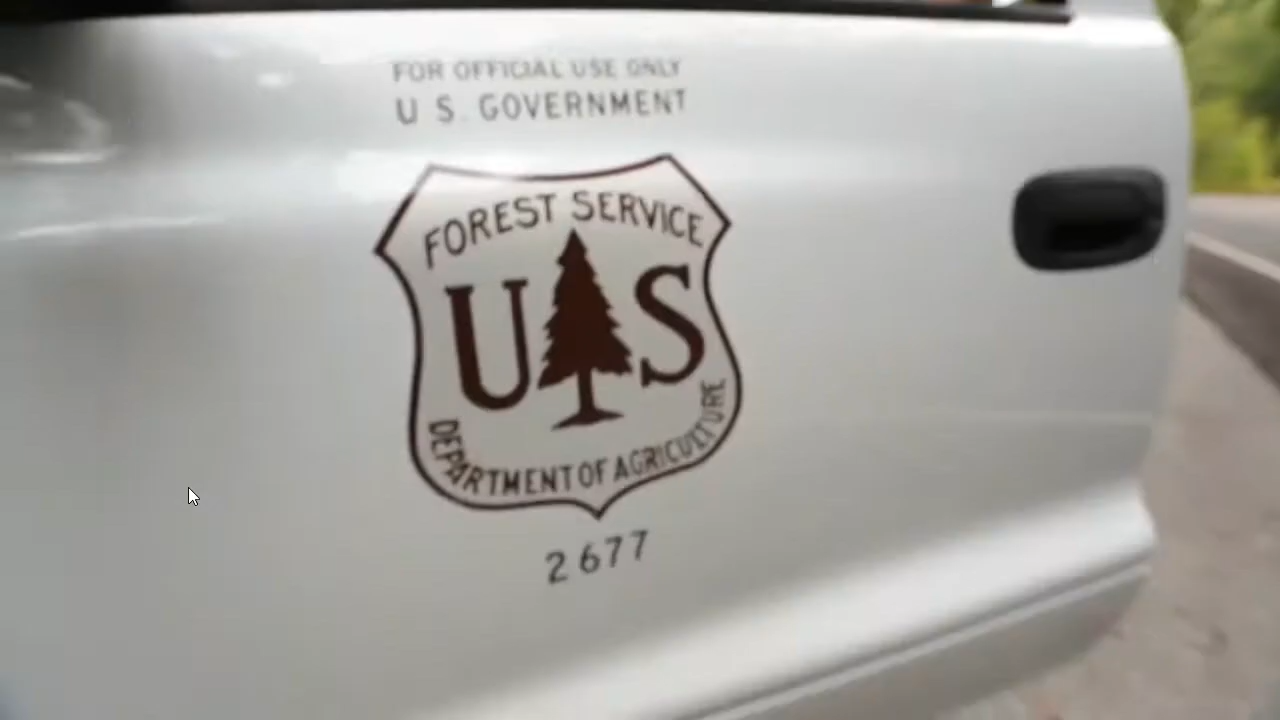 FOR OFFICIAL USE ONLY
U S. GOVERNMENT
FOREST SERVICE
U S
DEPARTMENT OF AGRICULTURE
2677